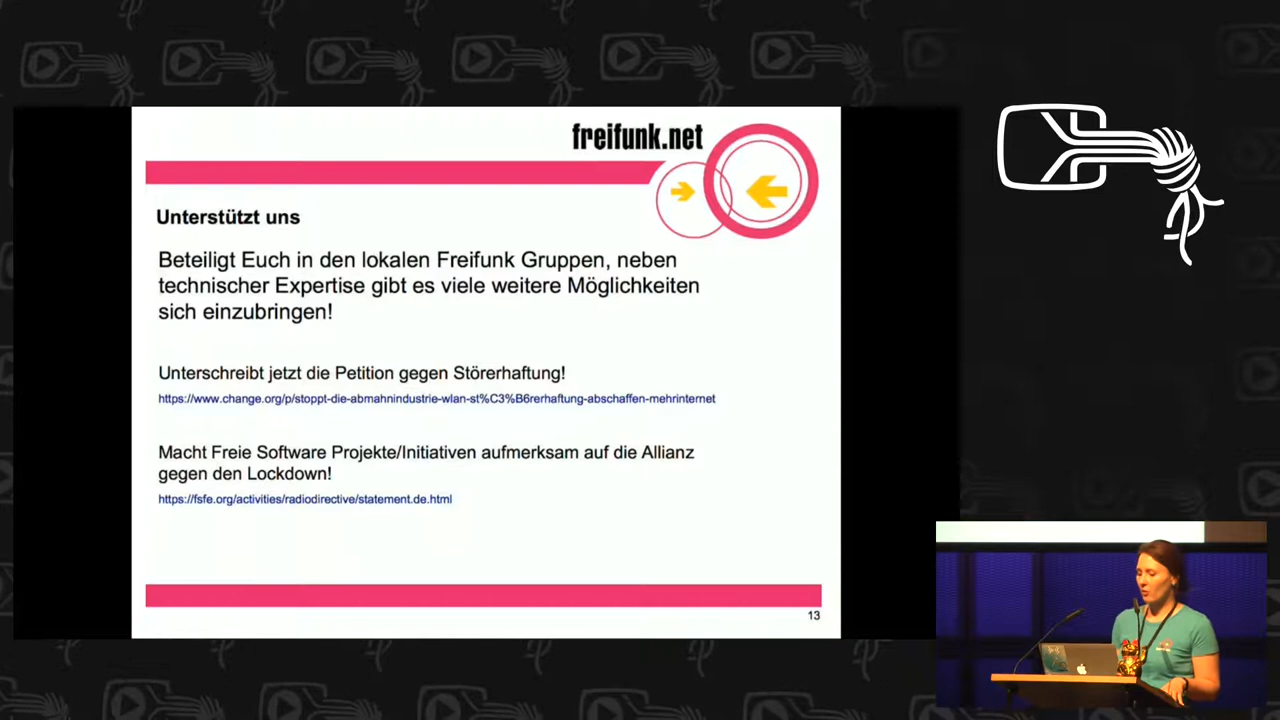 freifunk.net
Unterstützt uns
Beteiligt Euch in den lokalen Freifunk Gruppen, neben
technischer Expertise gibt es viele weitere Möglichkeiten
sich einzubringen!
Unterschreibt jetzt die Petition gegen Störerhaftung!
https://www.change.org/p/stoppt-die-abmahnindustrie-wlan-st%C3%B6rerhaftung-abschaffen-mehrinternet
Macht Freie Software Projekte/Initiativen aufmerksam auf die Allianz
gegen den Lockdown!
https://fsfe.org/activities/radiodirective/statement.de.html
13